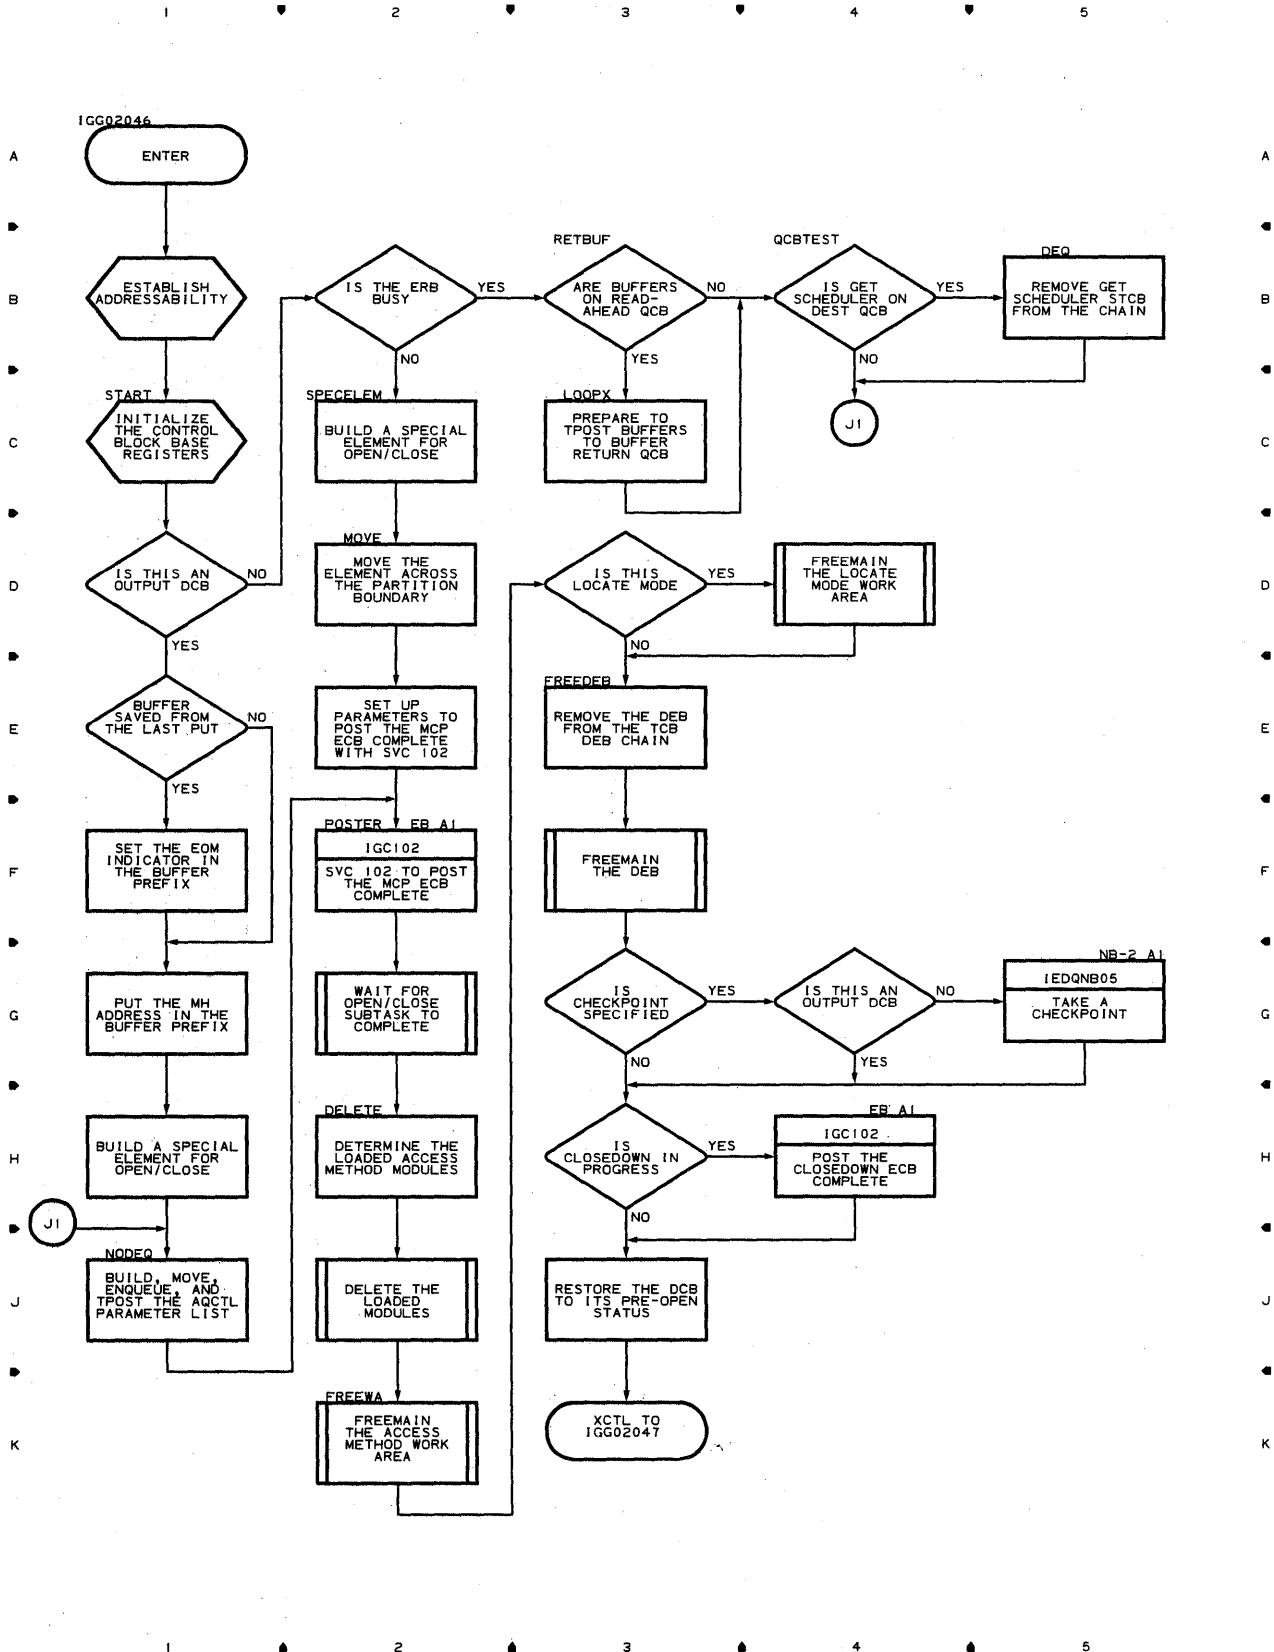 1 2 3 4 5
IGG02046
A
ENTER
A
B
ESTABLISH
ADDRESSABILITY
START
C
INITIALIZE
THE CONTROL
BLOCK BASE
REGISTERS
D
IS THIS AN
OUTPUT DCB
NO
YES
E
BUFFER
SAVED FROM
THE LAST PUT
NO
YES
F
SET THE EOM
INDICATOR IN
THE BUFFER
PREFIX
G
PUT THE MH
ADDRESS IN THE
BUFFER PREFIX
H
BUILD A SPECIAL
ELEMENT FOR
OPEN/CLOSE
J1
NODEQ
J
BUILD, MOVE,
ENQUEUE, AND
TPOST THE AQCTL
PARAMETER LIST
K
IS THE ERB
BUSY
YES
NO
SPECELEM
BUILD A SPECIAL
ELEMENT FOR
OPEN/CLOSE
MOVE
MOVE THE
ELEMENT ACROSS
THE PARTITION
BOUNDARY
SET UP
PARAMETERS TO
POST THE MCP
ECB COMPLETE
WITH SVC 102
POSTER EB A1
IGC102
SVC 102 TO POST
THE MCP ECB
COMPLETE
WAIT FOR
OPEN/CLOSE
SUBTASK TO
COMPLETE
DELETE
DETERMINE THE
LOADED ACCESS
METHOD MODULES
DELETE THE
LOADED
MODULES
FREEWA
FREEMAIN
THE ACCESS
METHOD WORK
AREA
RETBUF
ARE BUFFERS
ON READ-
AHEAD QCB
NO
YES
LOOPX
PREPARE TO
TPOST BUFFERS
TO BUFFER
RETURN QCB
IS THIS
LOCATE MODE
YES
NO
FREEDEB
REMOVE THE DEB
FROM THE TCB
DEB CHAIN
FREEMAIN
THE DEB
IS
CHECKPOINT
SPECIFIED
YES
NO
IS
CLOSEDOWN IN
PROGRESS
YES
NO
RESTORE THE DCB
TO ITS PRE-OPEN
STATUS
XCTL TO
IGG02047
QCBTEST
IS GET
SCHEDULER ON
DEST QCB
YES
NO
J1
FREEMAIN
THE LOCATE
MODE WORK
AREA
IS THIS AN
OUTPUT DCB
NO
YES
EB A1
IGC102
POST THE
CLOSEDOWN ECB
COMPLETE
DEQ
REMOVE GET
SCHEDULER STCB
FROM THE CHAIN
NB-2 A1
IEDQNB05
TAKE A
CHECKPOINT
B
C
D
E
F
G
H
J
K
1 2 3 4 5